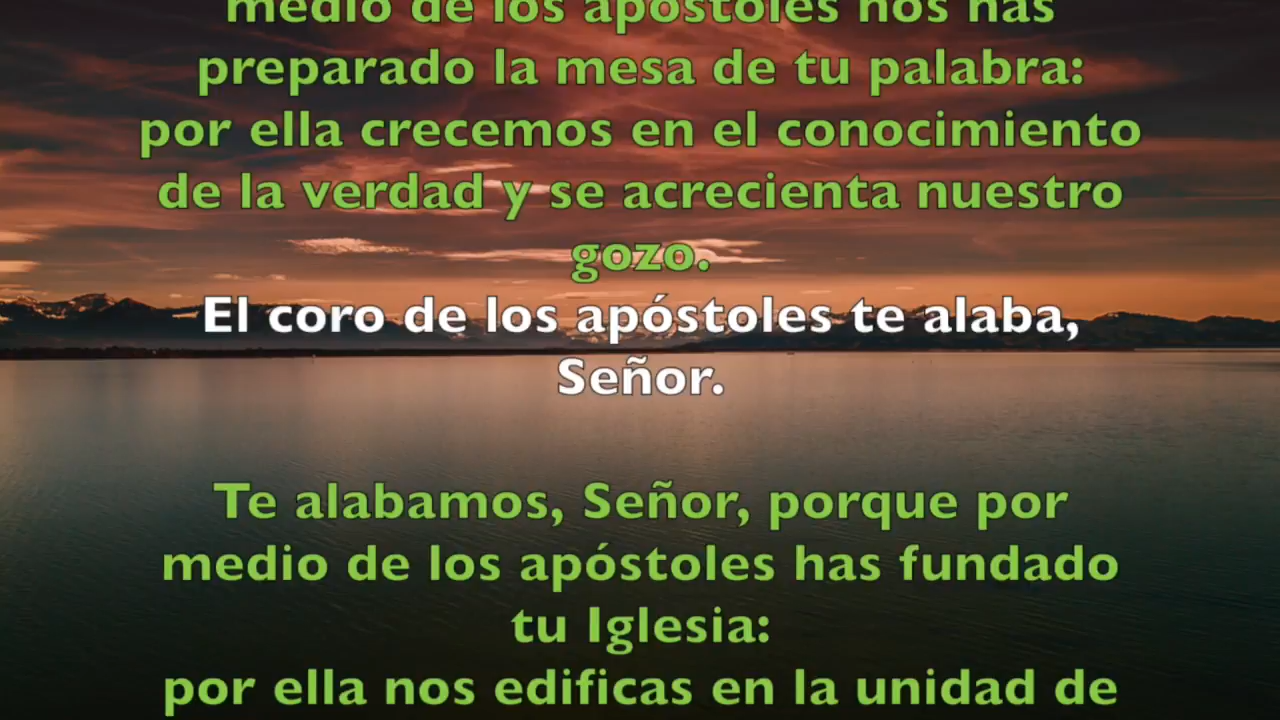 medio de los apóstoles nos has
preparado la mesa de tu palabra:
por ella crecemos en el conocimiento
de la verdad y se acrecienta nuestro
gozo.
El coro de los apóstoles te alaba,
Señor.
Te alabamos, Señor, porque por
medio de los apóstoles has fundado
tu Iglesia:
por ella nos edificas en la unidad de